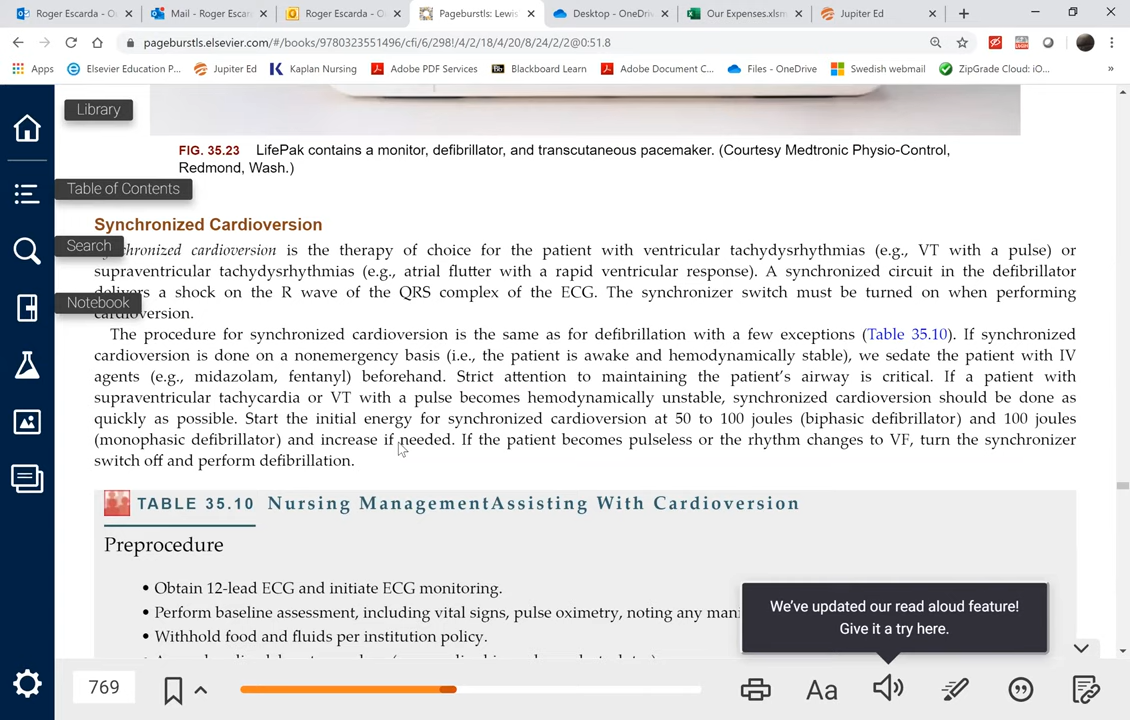 Roger Escarda - O
Mail - Roger Escar
Roger Escarda - O
Pageburstls: Lewis
Desktop - OneDriv
Our Expenses.xlsm
Jupiter Ed
pageburstls.elsevier.com/#/books/9780323551496/cfi/6/298!/4/2/18/4/20/8/24/2/2@0:51.8
Apps
Elsevier Education P...
Jupiter Ed
Kaplan Nursing
Adobe PDF Services
Blackboard Learn
Adobe Document C...
Files - OneDrive
Swedish webmail
ZipGrade Cloud: iO...
»
Library
Table of Contents
Search
Notebook
FIG. 35.23 LifePak contains a monitor, defibrillator, and transcutaneous pacemaker. (Courtesy Medtronic Physio-Control,
Redmond, Wash.)
Synchronized Cardioversion
chronized cardioversion is the therapy of choice for the patient with ventricular tachydysrhythmias (e.g., VT with a pulse) or
supraventricular tachydysrhythmias (e.g., atrial flutter with a rapid ventricular response). A synchronized circuit in the defibrillator
delivers a shock on the R wave of the QRS complex of the ECG. The synchronizer switch must be turned on when performing
cardioversion.
The procedure for synchronized cardioversion is the same as for defibrillation with a few exceptions (Table 35.10). If synchronized
cardioversion is done on a nonemergency basis (i.e., the patient is awake and hemodynamically stable), we sedate the patient with IV
agents (e.g., midazolam, fentanyl) beforehand. Strict attention to maintaining the patient's airway is critical. If a patient with
supraventricular tachycardia or VT with a pulse becomes hemodynamically unstable, synchronized cardioversion should be done as
quickly as possible. Start the initial energy for synchronized cardioversion at 50 to 100 joules (biphasic defibrillator) and 100 joules
(monophasic defibrillator) and increase if needed. If the patient becomes pulseless or the rhythm changes to VF, turn the synchronizer
switch off and perform defibrillation.
TABLE 35.10 Nursing ManagementAssisting With Cardioversion
Preprocedure
• Obtain 12-lead ECG and initiate ECG monitoring.
• Perform baseline assessment, including vital signs, pulse oximetry, noting any man
• Withhold food and fluids per institution policy.
We've updated our read aloud feature!
Give it a try here.
769
Aa